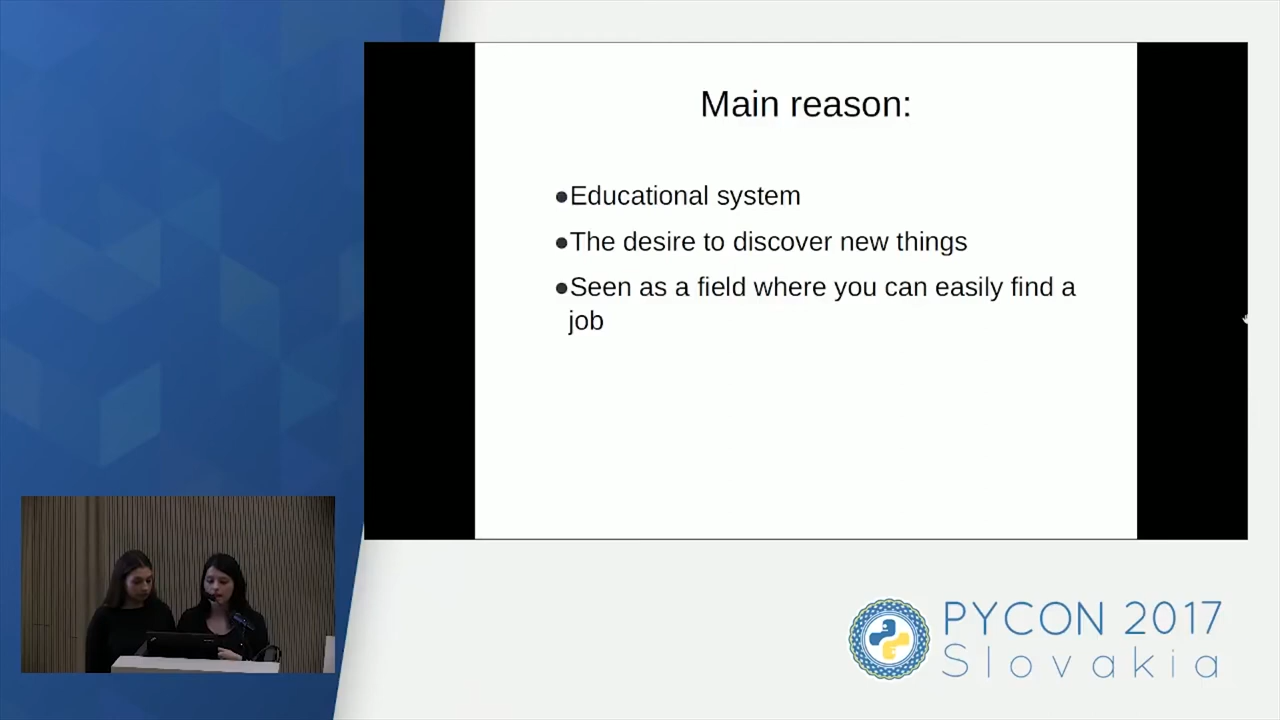 Main reason:
●Educational system
●The desire to discover new things
●Seen as a field where you can easily find a
job
PYCON 2017
Slovakia